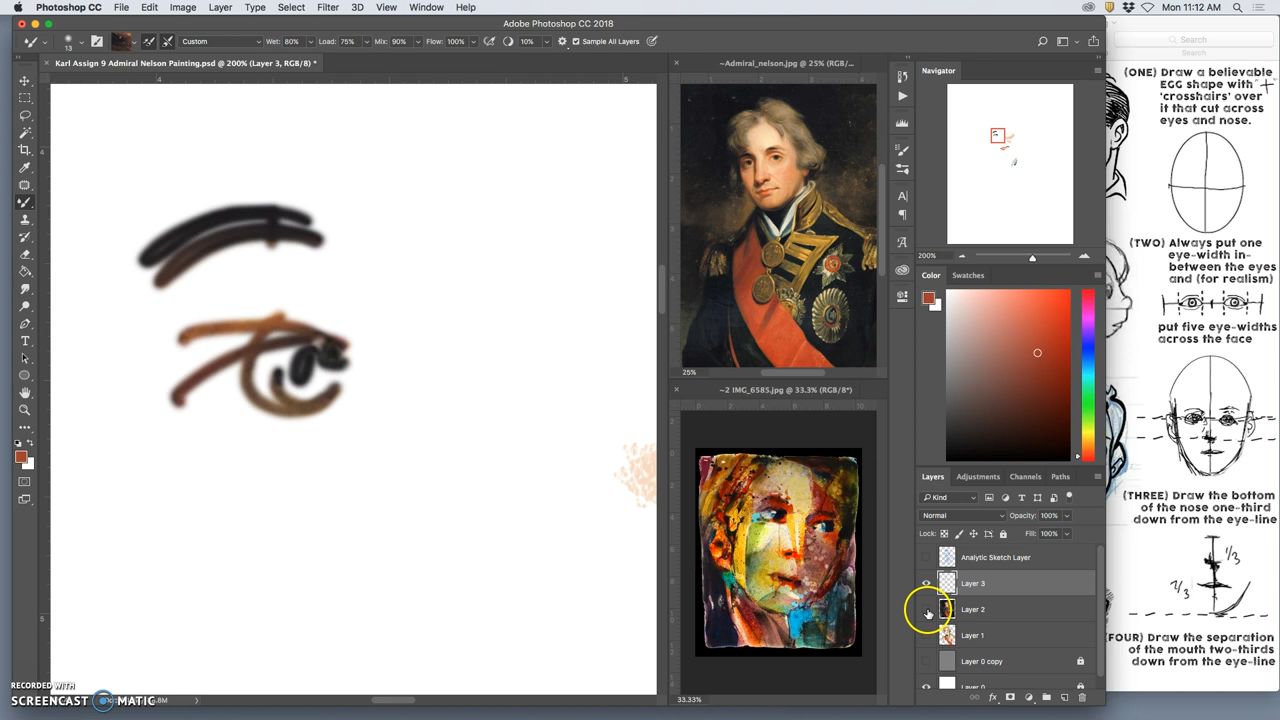 Photoshop CC File Edit Image Layer Type Select Filter 3D View Window Help Mon 11:12 AM
Adobe Photoshop CC 2018
13 Custom Wet: 80% Load: 75% Mix: 90% Flow: 100% 10% Sample All Layers
Karl Assign 9 Admiral Nelson Painting.psd @ 200% (Layer 3, RGB/8) *
~Admiral_nelson.jpg @ 25% (RGB/...
25%
~2 IMG_6585.jpg @ 33.3% (RGB/8*)
33.33%
Navigator
200%
Color Swatches
Layers Adjustments Channels Paths
Kind
Normal Opacity: 100%
Lock: Fill: 100%
Analytic Sketch Layer
Layer 3
Layer 2
Layer 1
Layer 0 copy
Layer 0
Search
Search
(ONE) Draw a believable
EGG shape with
'crosshairs' over
it that cut across
eyes and nose.
(TWO) Always put one
eye-width in-
between the eyes
and (for realism)
put five eye-widths
across the face
(THREE) Draw the bottom
of the nose one-third
down from the eye-line
1/3
2/3
(FOUR) Draw the separation
of the mouth two-thirds
down from the eye-line
RECORDED WITH
SCREENCAST MATIC